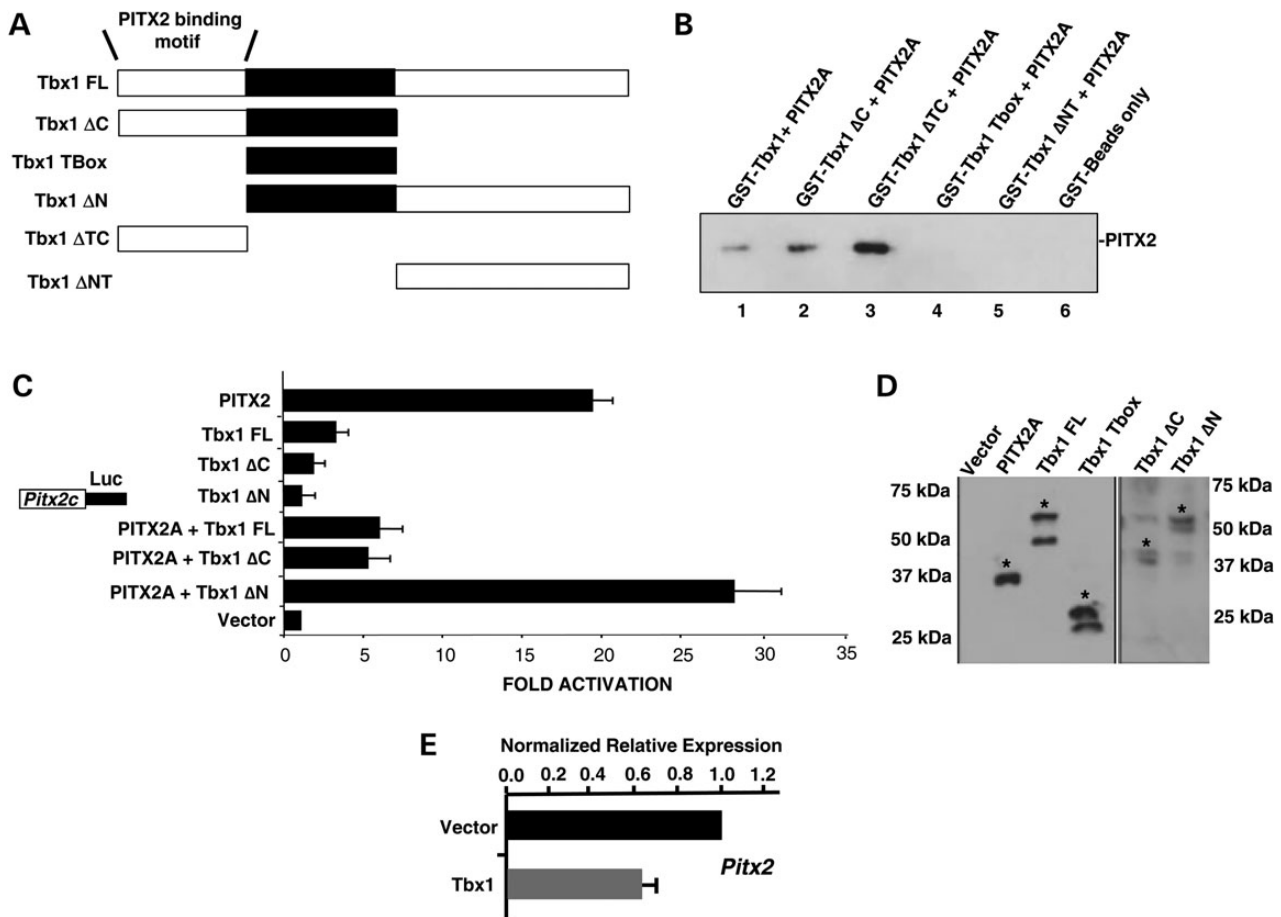 A
PITX2 binding
motif
Tbx1 FL
Tbx1 ΔC
Tbx1 TBox
Tbx1 ΔN
Tbx1 ΔTC
Tbx1 ΔNT
B
GST-Tbx1+ PITX2A
GST-Tbx1 ΔC + PITX2A
GST-Tbx1 ΔTC + PITX2A
GST-Tbx1 Tbox + PITX2A
GST-Tbx1 ΔNT + PITX2A
GST-Beads only
-PITX2
1 2 3 4 5 6
C
Luc
Pitx2c
PITX2
Tbx1 FL
Tbx1 ΔC
Tbx1 ΔN
PITX2A + Tbx1 FL
PITX2A + Tbx1 ΔC
PITX2A + Tbx1 ΔN
Vector
0 5 10 15 20 25 30 35
FOLD ACTIVATION
D
Vector
PITX2A
Tbx1 FL
Tbx1 Tbox
Tbx1 ΔC
Tbx1 ΔN
75 kDa
50 kDa
37 kDa
25 kDa
* * * * * *
75 kDa
50 kDa
37 kDa
25 kDa
E
Normalized Relative Expression
0.0 0.2 0.4 0.6 0.8 1.0 1.2
Vector
Tbx1
Pitx2